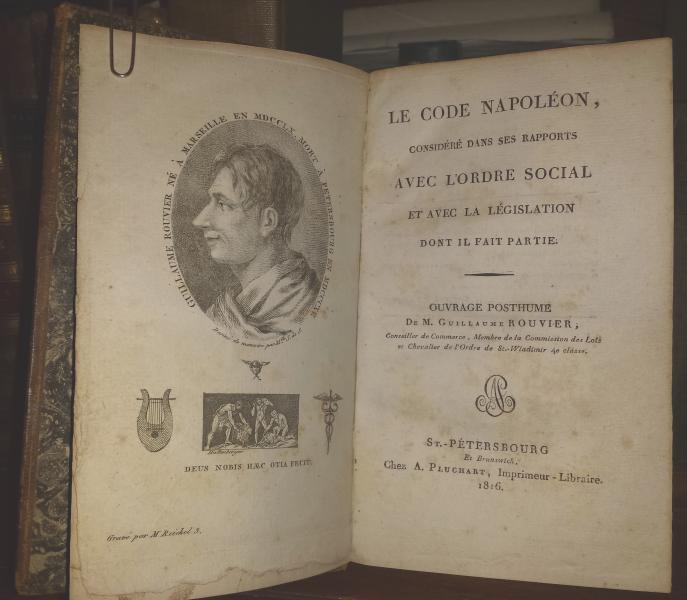 GUILLAUME ROUVIER NÉ À MARSEILLE EN MDCCLX, MORT À PETERSBOURG EN
DEUS NOBIS HÆC OTIA FECIT.
Gravé par M Reichel
LE CODE NAPOLÉON,
CONSIDÉRÉ DANS SES RAPPORTS
AVEC L'ORDRE SOCIAL
ET AVEC LA LÉGISLATION
DONT IL FAIT PARTIE:
OUVRAGE POSTHUME
DE M. GUILLAUME ROUVIER,
Conseiller de Commerce, Membre de la Commission des Lois
et Chevalier de l'Ordre de St.-Wladimir 4e classe.
ST.-PÉTERSBOURG
Et Brunswick.
Chez A. PLUCHART, Imprimeur-Libraire.
1816.